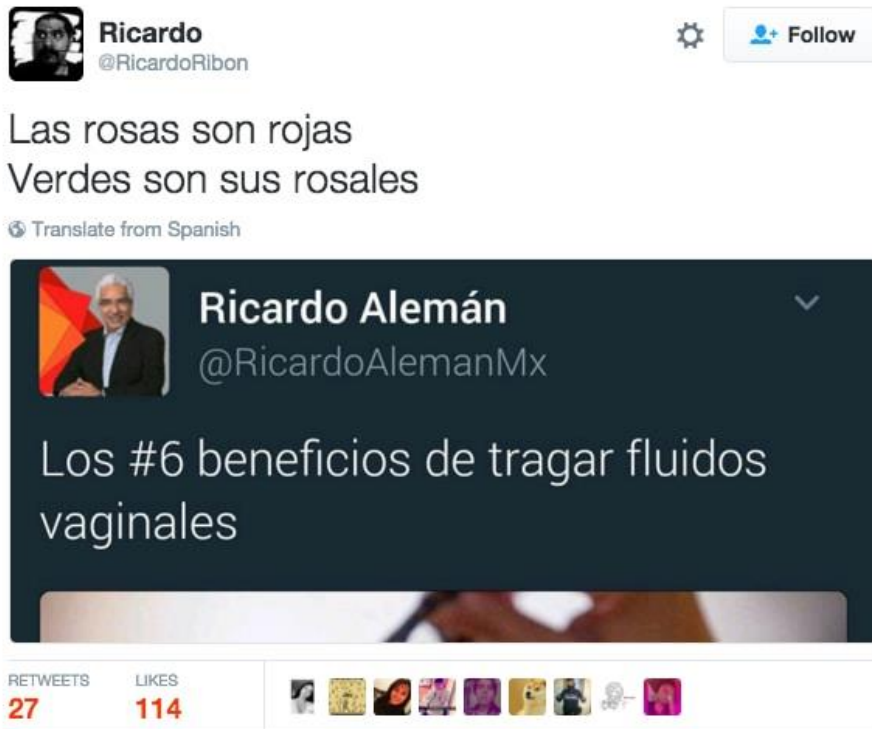 Ricardo
@RicardoRibon
Follow
Las rosas son rojas
Verdes son sus rosales
Translate from Spanish
Ricardo Alemán
@RicardoAlemanMx
Los #6 beneficios de tragar fluidos
vaginales
RETWEETS LIKES
27 114